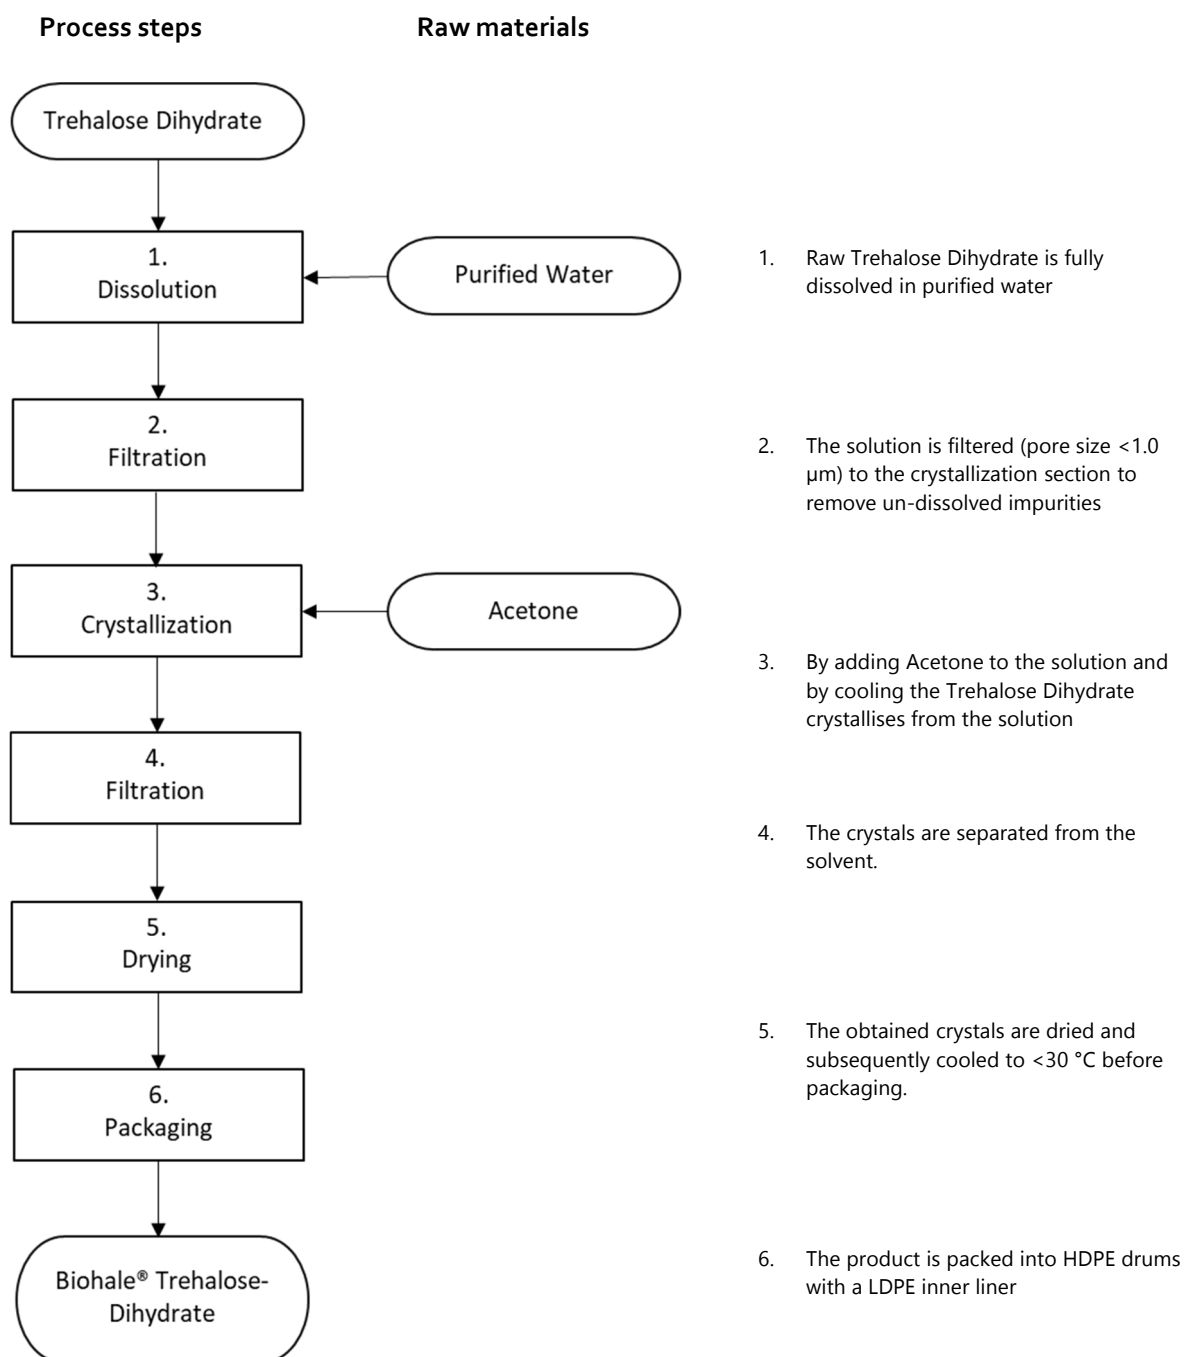 Process steps
Raw materials
Trehalose Dihydrate
1.
Dissolution
Purified Water
1. Raw Trehalose Dihydrate is fully
dissolved in purified water
2.
Filtration
2. The solution is filtered (pore size <1.0
µm) to the crystallization section to
remove un-dissolved impurities
3.
Crystallization
Acetone
3. By adding Acetone to the solution and
by cooling the Trehalose Dihydrate
crystallises from the solution
4.
Filtration
4. The crystals are separated from the
solvent.
5.
Drying
5. The obtained crystals are dried and
subsequently cooled to <30 °C before
packaging.
6.
Packaging
Biohale® Trehalose-
Dihydrate
6. The product is packed into HDPE drums
with a LDPE inner liner